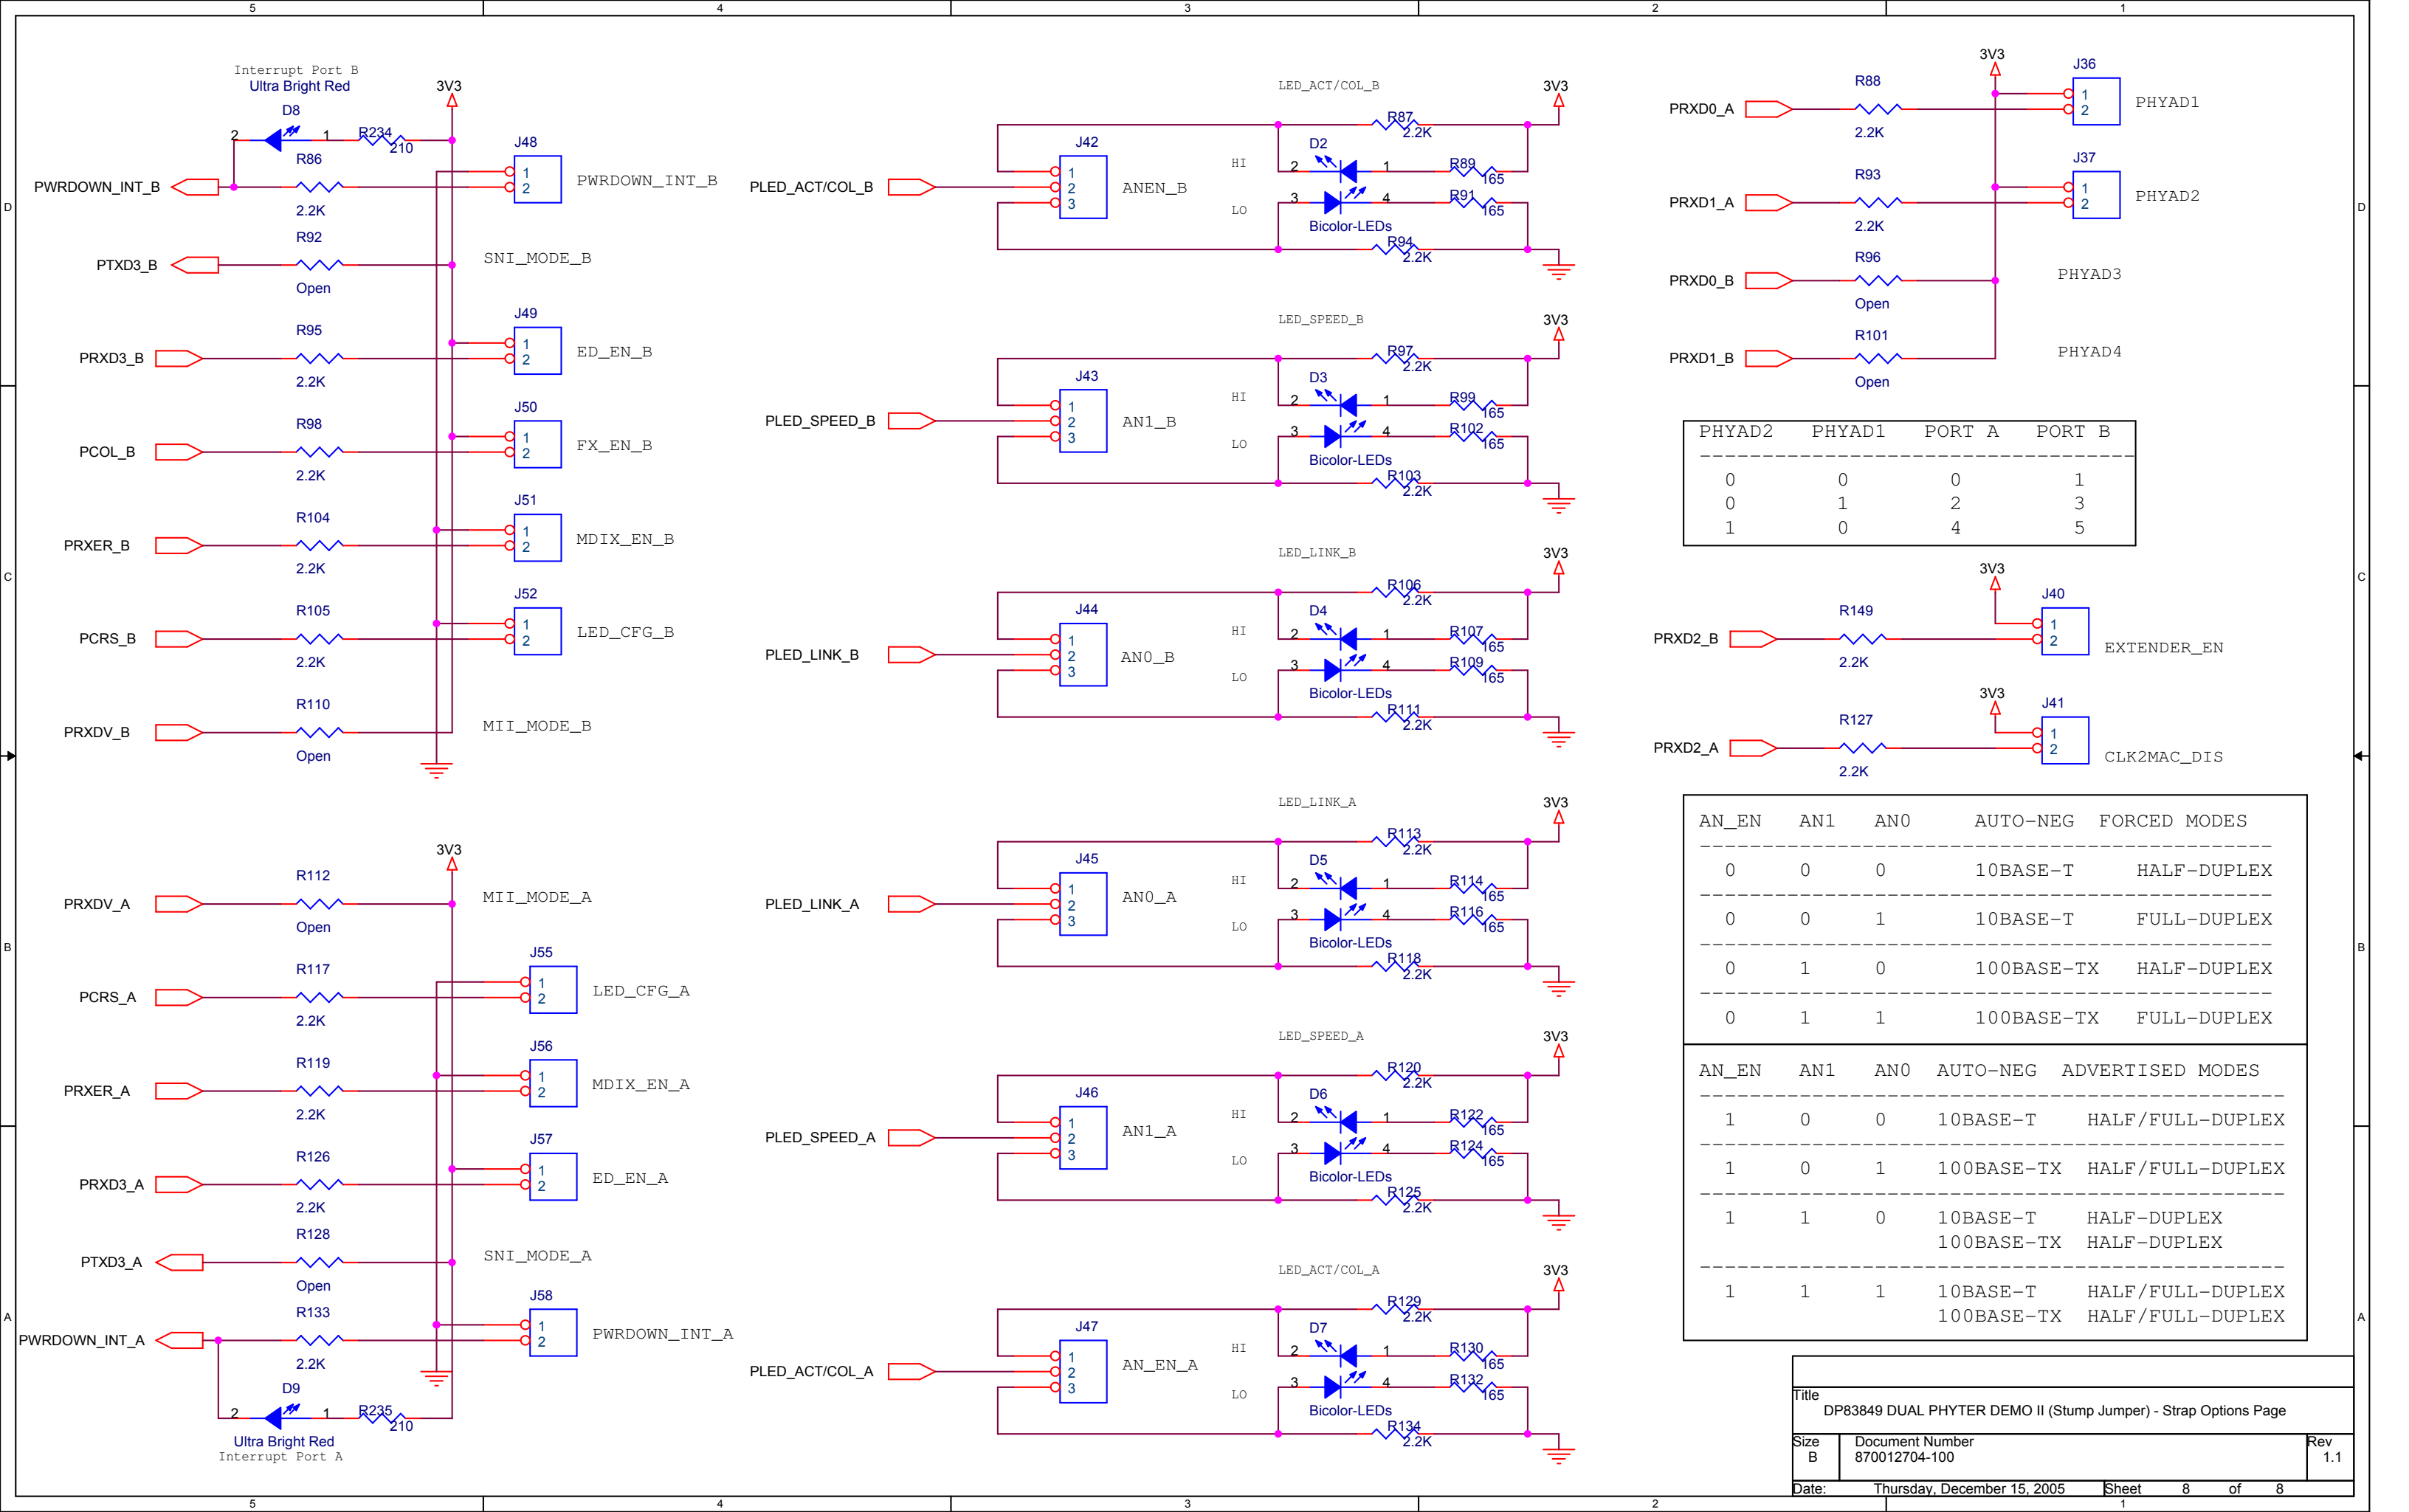 5 4 3 2 1
Interrupt Port B
Ultra Bright Red
D8
2 1
R234
210
3V3
R86
2.2K
PWRDOWN_INT_B
J48
1
2
PWRDOWN_INT_B
R92
PTXD3_B
Open
SNI_MODE_B
R95
PRXD3_B
2.2K
J49
1
2
ED_EN_B
R98
PCOL_B
2.2K
J50
1
2
FX_EN_B
R104
PRXER_B
2.2K
J51
1
2
MDIX_EN_B
R105
PCRS_B
2.2K
J52
1
2
LED_CFG_B
R110
PRXDV_B
Open
MII_MODE_B
3V3
R112
PRXDV_A
Open
MII_MODE_A
R117
PCRS_A
2.2K
J55
1
2
LED_CFG_A
R119
PRXER_A
2.2K
J56
1
2
MDIX_EN_A
R126
PRXD3_A
2.2K
J57
1
2
ED_EN_A
R128
PTXD3_A
Open
SNI_MODE_A
R133
PWRDOWN_INT_A
2.2K
J58
1
2
PWRDOWN_INT_A
D9
2 1
R235
210
Ultra Bright Red
Interrupt Port A
LED_ACT/COL_B
3V3
R87
2.2K
J42
1
2
3
PLED_ACT/COL_B
ANEN_B
HI
LO
D2
2 1
R89
165
3 4
R91
165
Bicolor-LEDs
R94
2.2K
LED_SPEED_B
3V3
R97
2.2K
J43
1
2
3
PLED_SPEED_B
AN1_B
HI
LO
D3
2 1
R99
165
3 4
R102
165
Bicolor-LEDs
R103
2.2K
LED_LINK_B
3V3
R106
2.2K
J44
1
2
3
PLED_LINK_B
AN0_B
HI
LO
D4
2 1
R107
165
3 4
R109
165
Bicolor-LEDs
R111
2.2K
LED_LINK_A
3V3
R113
2.2K
J45
1
2
3
PLED_LINK_A
AN0_A
HI
LO
D5
2 1
R114
165
3 4
R116
165
Bicolor-LEDs
R118
2.2K
LED_SPEED_A
3V3
R120
2.2K
J46
1
2
3
PLED_SPEED_A
AN1_A
HI
LO
D6
2 1
R122
165
3 4
R124
165
Bicolor-LEDs
R125
2.2K
LED_ACT/COL_A
3V3
R129
2.2K
J47
1
2
3
PLED_ACT/COL_A
AN_EN_A
HI
LO
D7
2 1
R130
165
3 4
R132
165
Bicolor-LEDs
R134
2.2K
3V3
R88
PRXD0_A
2.2K
J36
1
2
PHYAD1
R93
PRXD1_A
2.2K
J37
1
2
PHYAD2
R96
PRXD0_B
Open
PHYAD3
R101
PRXD1_B
Open
PHYAD4
PHYAD2 PHYAD1 PORT A PORT B
-----------------------------------
0 0 0 1
0 1 2 3
1 0 4 5
3V3
R149
PRXD2_B
2.2K
J40
1
2
EXTENDER_EN
3V3
R127
PRXD2_A
2.2K
J41
1
2
CLK2MAC_DIS
AN_EN AN1 AN0 AUTO-NEG FORCED MODES
----------------------------------------------
0 0 0 10BASE-T HALF-DUPLEX
----------------------------------------------
0 0 1 10BASE-T FULL-DUPLEX
----------------------------------------------
0 1 0 100BASE-TX HALF-DUPLEX
----------------------------------------------
0 1 1 100BASE-TX FULL-DUPLEX
AN_EN AN1 AN0 AUTO-NEG ADVERTISED MODES
-----------------------------------------------
1 0 0 10BASE-T HALF/FULL-DUPLEX
-----------------------------------------------
1 0 1 100BASE-TX HALF/FULL-DUPLEX
-----------------------------------------------
1 1 0 10BASE-T HALF-DUPLEX
100BASE-TX HALF-DUPLEX
-----------------------------------------------
1 1 1 10BASE-T HALF/FULL-DUPLEX
100BASE-TX HALF/FULL-DUPLEX
Title
DP83849 DUAL PHYTER DEMO II (Stump Jumper) - Strap Options Page
Size Document Number Rev
B 870012704-100 1.1
Date: Thursday, December 15, 2005 Sheet 8 of 8
D D
C C
B B
A A
5 4 3 2 1